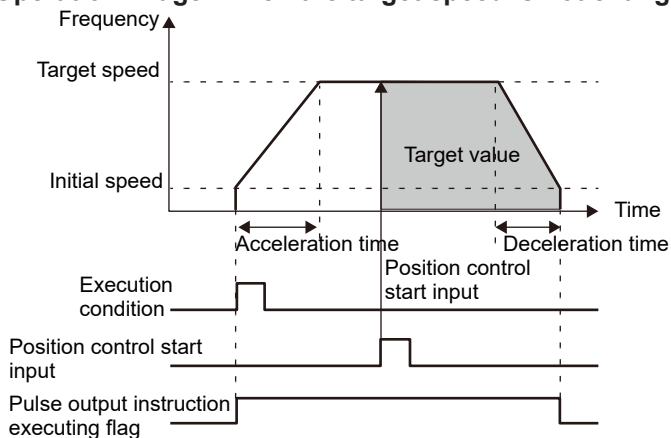 Frequency
Target speed
Target value
Initial speed
Time
Acceleration time
Deceleration time
Position control
start input
Execution
condition
Position control start
input
Pulse output instruction
executing flag